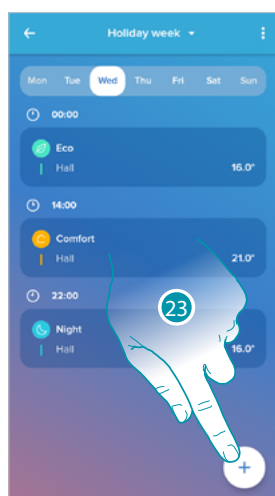 Holiday week
Mon Tue Wed Thu Fri Sat Sun
00:00
Eco
Hall 16.0°
14:00
Comfort
Hall 21.0°
22:00
Night
Hall 16.0°
23
+